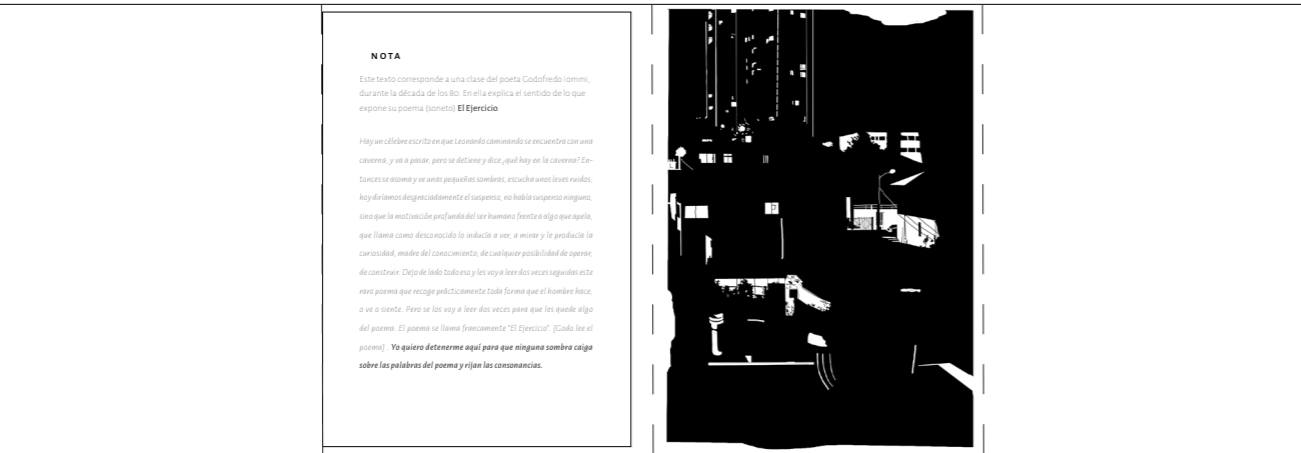 NOTA
Este texto corresponde a una clase del poeta Godofredo Iommi,
durante la década de los 80. En ella explica el sentido de lo que
expone su poema (soneto) El Ejercicio.
Hay un célebre escrito en que Leonardo caminando se encuentra con una
caverna, y va a pasar, pero se detiene y dice ¿qué hay en la caverna? En-
tonces se asoma y ve unas pequeñas sombras, escucha unos leves ruidos;
hoy diríamos desgraciadamente el suspenso, no había suspenso ninguno,
sino que la motivación profunda del ser humano frente a algo que apela,
que llama como desconocido lo inducía a ver, a mirar y le producía la
curiosidad, madre del conocimiento, de cualquier posibilidad de operar,
de construir. Dejo de lado todo eso y les voy a leer dos veces seguidas este
raro poema que recoge prácticamente toda forma que el hombre hace,
o ve o siente. Pero se los voy a leer dos veces para que les quede algo
del poema. El poema se llama francamente "El Ejercicio". [Godo lee el
poema] . Yo quiero detenerme aquí para que ninguna sombra caiga
sobre las palabras del poema y rijan las consonancias.